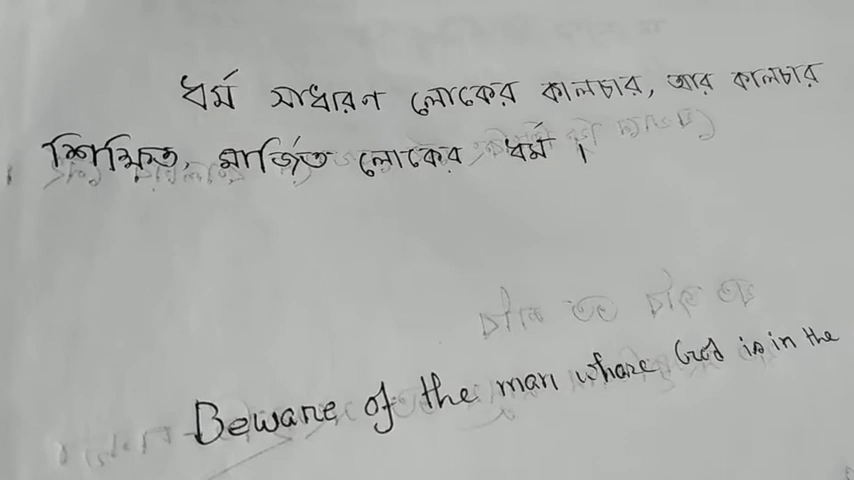 ধর্ম সাধারণ লোকের কালচার, আর কালচার
শিক্ষিত, মার্জিত লোকের ধর্ম ।
Beware of the man whose God is in the